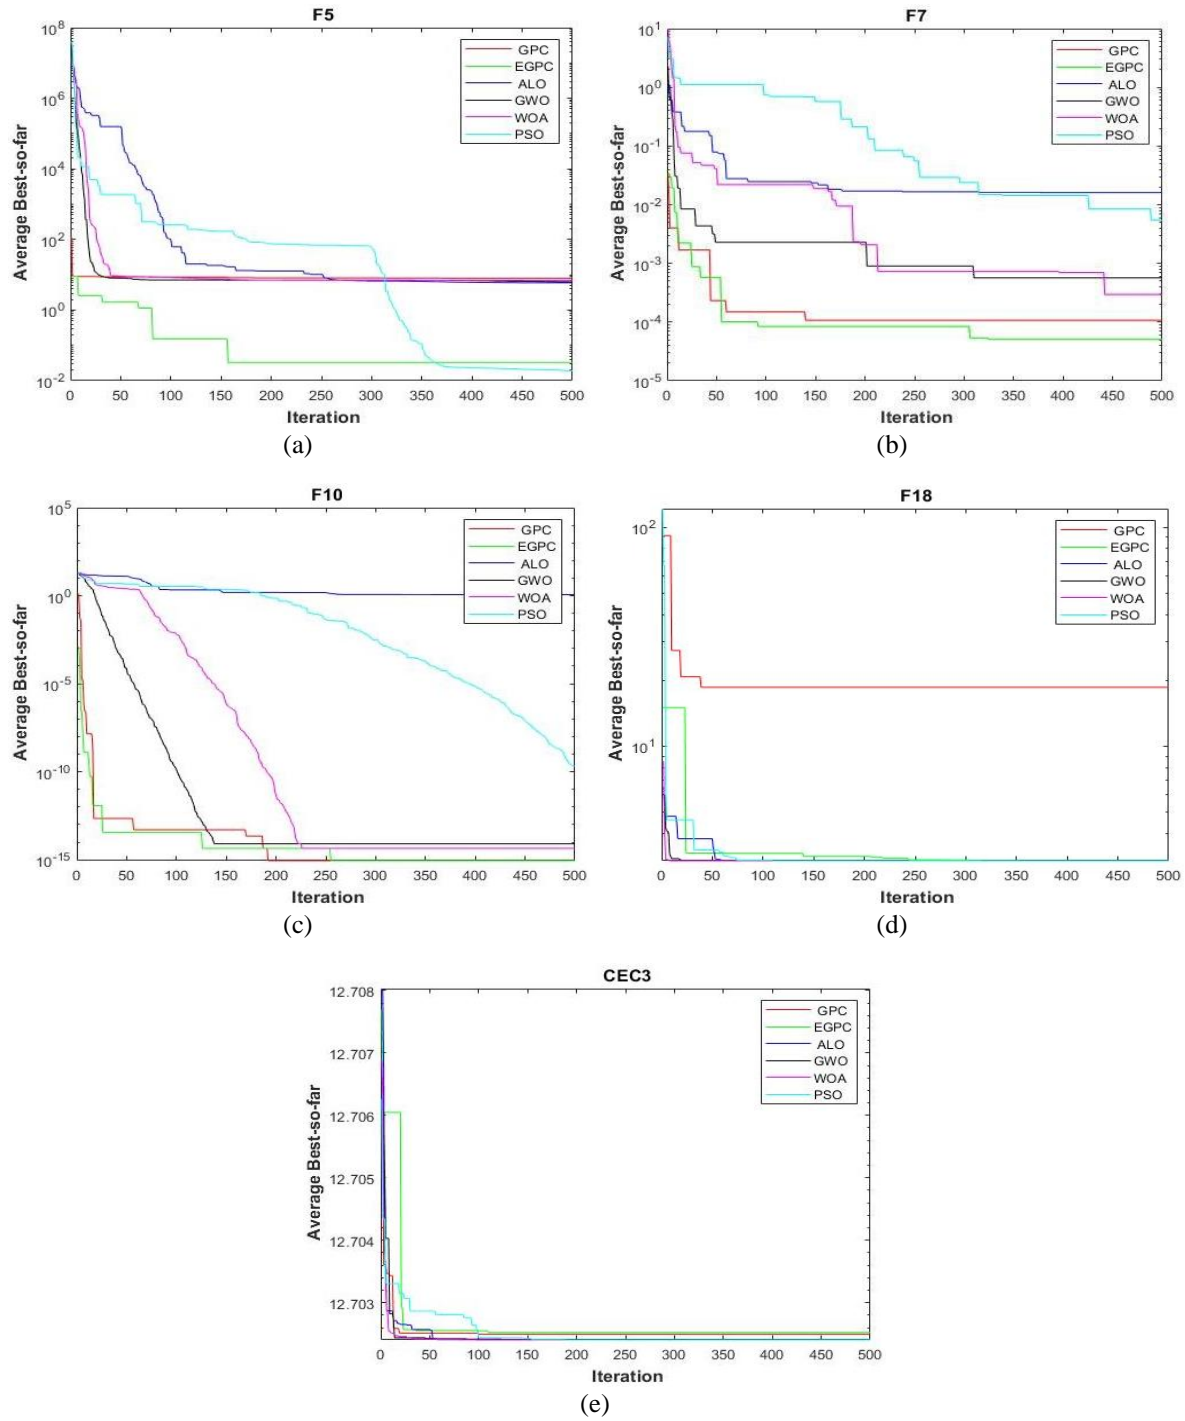 F5
10^8
10^6
10^4
10^2
10^0
10^-2
Average Best-so-far
GPC
EGPC
ALO
GWO
WOA
PSO
0 50 100 150 200 250 300 350 400 450 500
Iteration
(a)
F7
10^1
10^0
10^-1
10^-2
10^-3
10^-4
10^-5
Average Best-so-far
GPC
EGPC
ALO
GWO
WOA
PSO
0 50 100 150 200 250 300 350 400 450 500
Iteration
(b)
F10
10^5
10^0
10^-5
10^-10
10^-15
Average Best-so-far
GPC
EGPC
ALO
GWO
WOA
PSO
0 50 100 150 200 250 300 350 400 450 500
Iteration
(c)
F18
10^2
10^1
Average Best-so-far
GPC
EGPC
ALO
GWO
WOA
PSO
0 50 100 150 200 250 300 350 400 450 500
Iteration
(d)
CEC3
12.708
12.707
12.706
12.705
12.704
12.703
Average Best-so-far
GPC
EGPC
ALO
GWO
WOA
PSO
0 50 100 150 200 250 300 350 400 450 500
Iteration
(e)